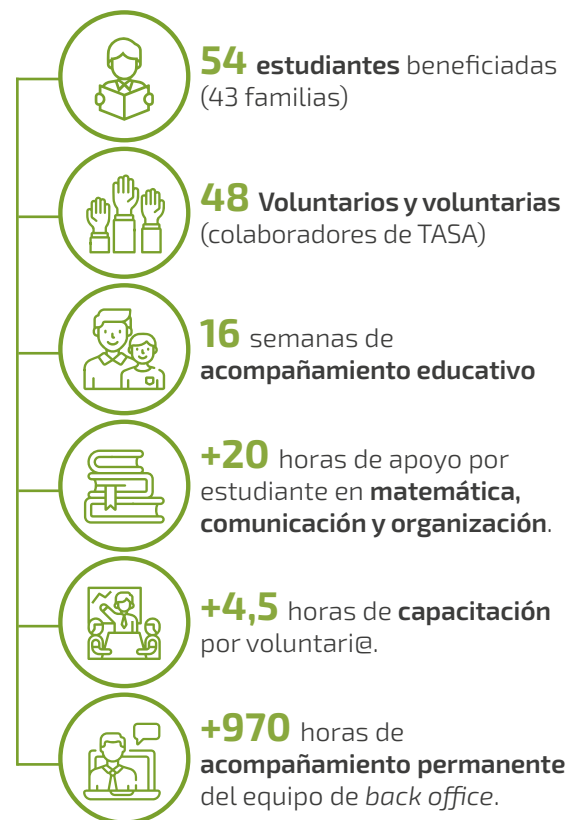 54 estudiantes beneficiadas
(43 familias)
48 Voluntarios y voluntarias
(colaboradores de TASA)
16 semanas de
acompañamiento educativo
+20 horas de apoyo por
estudiante en matemática,
comunicación y organización.
+4,5 horas de capacitación
por voluntari@.
+970 horas de
acompañamiento permanente
del equipo de back office.